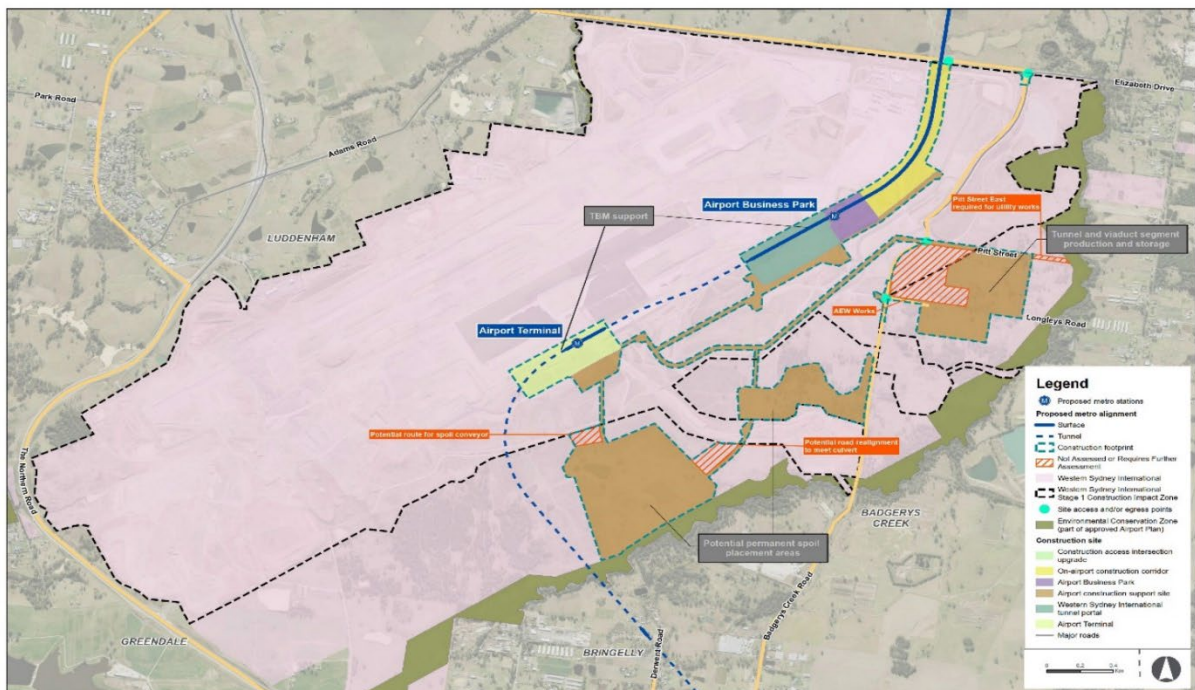 Elizabeth Drive
Park Road
Adams Road
Airport Business Park
Pitt Street East
required for utility works
TBM support
Tunnel and viaduct segment
production and storage
LUDDENHAM
Pitt Street
M
AEW Works
Longleys Road
Airport Terminal
M
Potential route for spoil conveyor
Potential road realignment
to meet culvert
The Northern Road
BADGERYS
CREEK
Potential permanent spoil
placement areas
Badgerys Creek Road
GREENDALE
BRINGELLY
Derwent Road
Legend
M Proposed metro stations
Proposed metro alignment
Surface
Tunnel
Construction footprint
Not Assessed or Requires Further
Assessment
Western Sydney International
Western Sydney International
Stage 1 Construction Impact Zone
Site access and/or egress points
Environmental Conservation Zone
(part of approved Airport Plan)
Construction site
Construction access intersection
upgrade
On-airport construction corridor
Airport Business Park
Airport construction support site
Western Sydney International
tunnel portal
Airport Terminal
Major roads
0 0.2 0.4